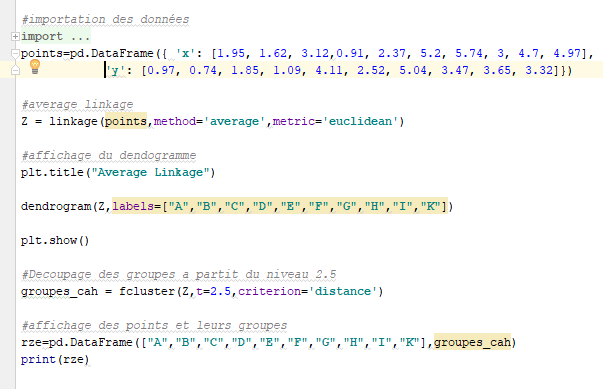 #importation des données
import ...
points=pd.DataFrame({ 'x': [1.95, 1.62, 3.12,0.91, 2.37, 5.2, 5.74, 3, 4.7, 4.97],
'y': [0.97, 0.74, 1.85, 1.09, 4.11, 2.52, 5.04, 3.47, 3.65, 3.32]})
#average linkage
Z = linkage(points,method='average',metric='euclidean')
#affichage du dendogramme
plt.title("Average Linkage")
dendrogram(Z,labels=["A","B","C","D","E","F","G","H","I","K"])
plt.show()
#Decoupage des groupes a partit du niveau 2.5
groupes_cah = fcluster(Z,t=2.5,criterion='distance')
#affichage des points et leurs groupes
rze=pd.DataFrame(["A","B","C","D","E","F","G","H","I","K"],groupes_cah)
print(rze)